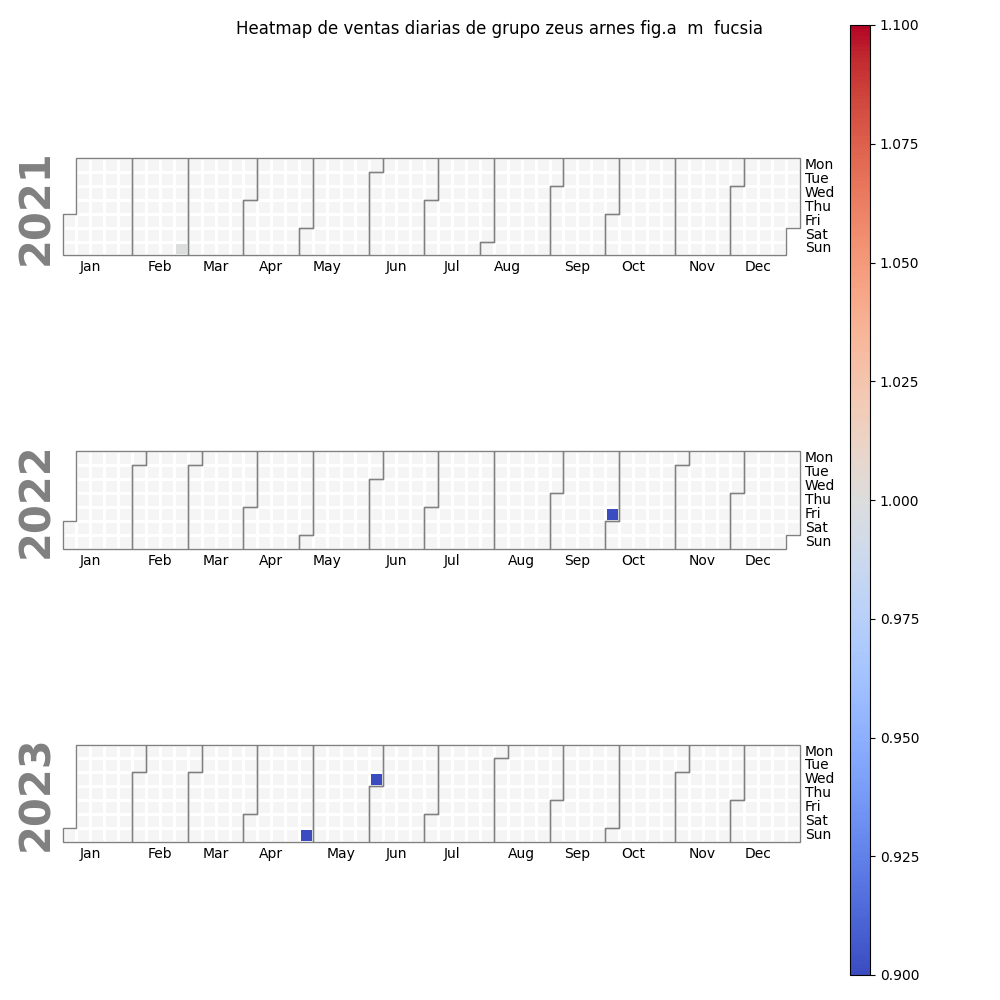 Heatmap de ventas diarias de grupo zeus arnes fig.a  m  fucsia
1.100
1.075
1.050
1.025
1.000
0.975
0.950
0.925
0.900
2021
Mon
Tue
Wed
Thu
Fri
Sat
Sun
Jan Feb Mar Apr May Jun Jul Aug Sep Oct Nov Dec
2022
Mon
Tue
Wed
Thu
Fri
Sat
Sun
Jan Feb Mar Apr May Jun Jul Aug Sep Oct Nov Dec
2023
Mon
Tue
Wed
Thu
Fri
Sat
Sun
Jan Feb Mar Apr May Jun Jul Aug Sep Oct Nov Dec